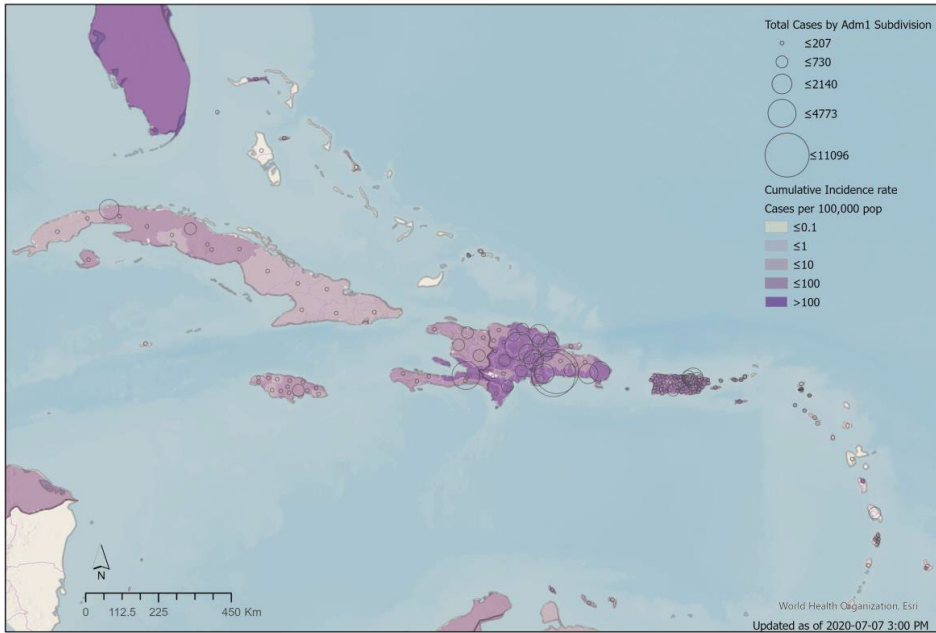 Total Cases by Adm1 Subdivision
≤207
≤730
≤2140
≤4773
≤11096
Cumulative Incidence rate
Cases per 100,000 pop
≤0.1
≤1
≤10
≤100
>100
N
0 112.5 225 450 Km
World Health Organization, Esri
Updated as of 2020-07-07 3:00 PM